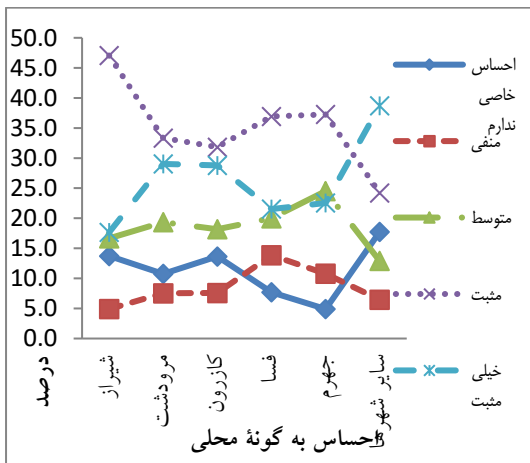 50.0
45.0
40.0
35.0
30.0
25.0
20.0
15.0
10.0
5.0
0.0
درصد
شیراز
مرودشت
کازرون
فسا
جهرم
سایر شهرها
احساس به گونۀ محلی
احساس
خاصی
ندارم
منفی
متوسط
مثبت
خیلی
مثبت